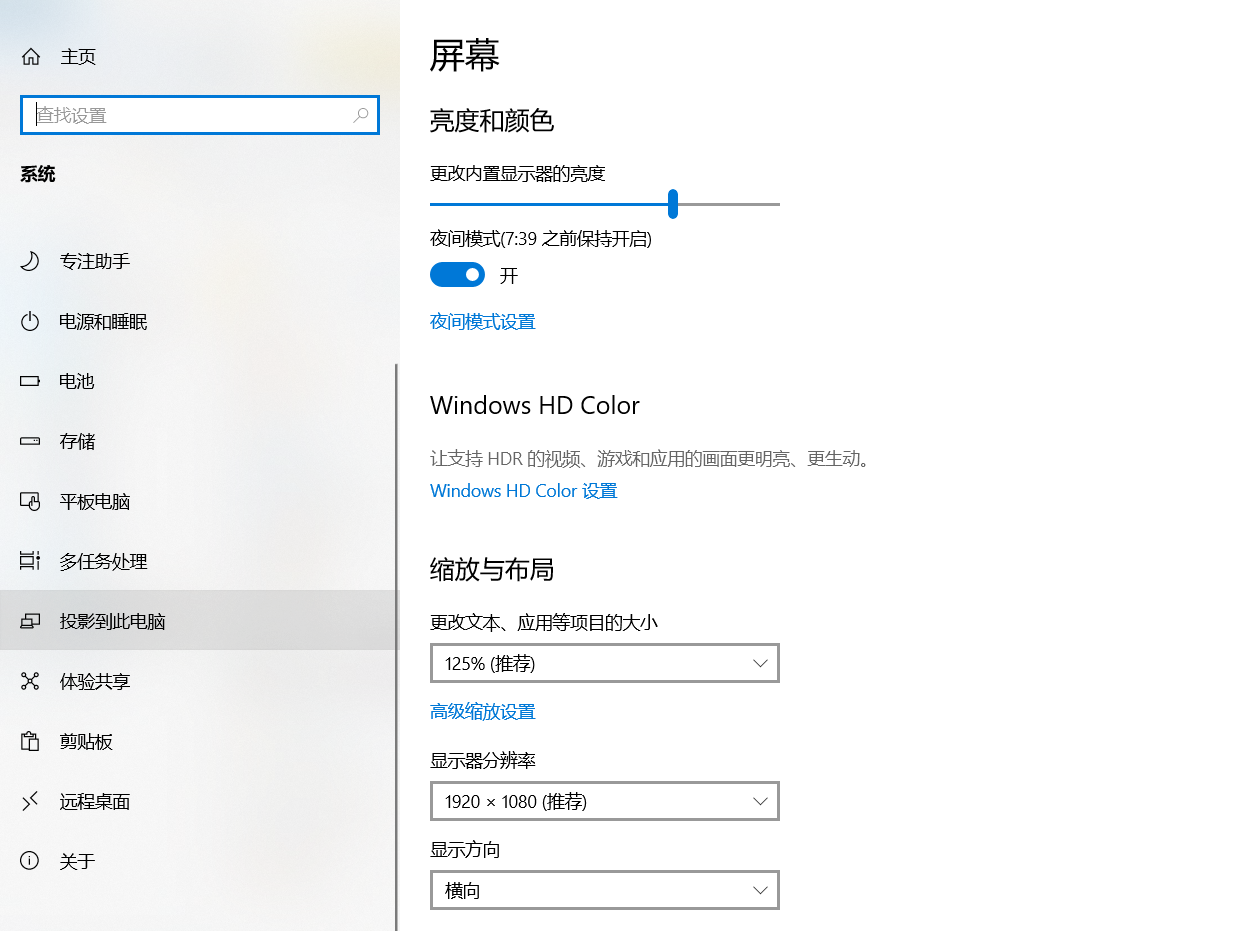 主页
查找设置
系统
专注助手
电源和睡眠
电池
存储
平板电脑
多任务处理
投影到此电脑
体验共享
剪贴板
远程桌面
关于
屏幕
亮度和颜色
更改内置显示器的亮度
夜间模式(7:39 之前保持开启)
开
夜间模式设置
Windows HD Color
让支持 HDR 的视频、游戏和应用的画面更明亮、更生动。
Windows HD Color 设置
缩放与布局
更改文本、应用等项目的大小
125% (推荐)
高级缩放设置
显示器分辨率
1920 × 1080 (推荐)
显示方向
横向